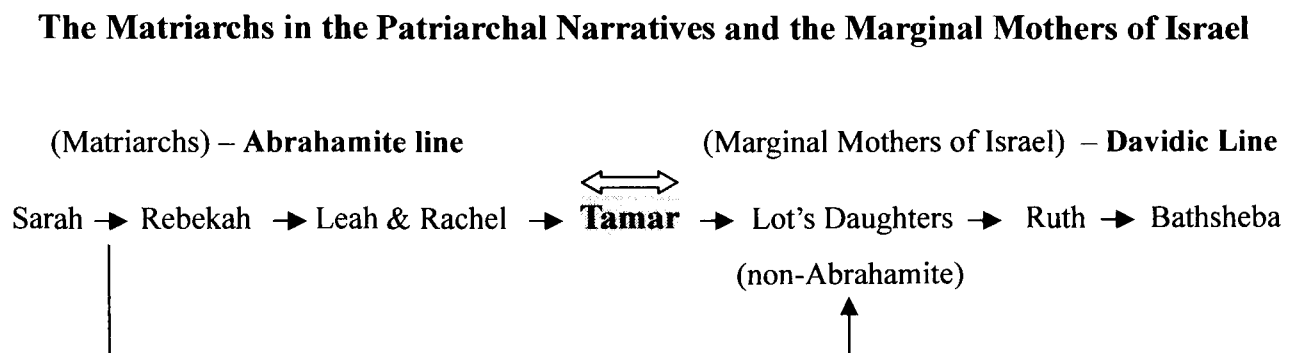 The Matriarchs in the Patriarchal Narratives and the Marginal Mothers of Israel
(Matriarchs) – Abrahamite line (Marginal Mothers of Israel) – Davidic Line
Sarah → Rebekah → Leah & Rachel → Tamar → Lot's Daughters → Ruth → Bathsheba
(non-Abrahamite)